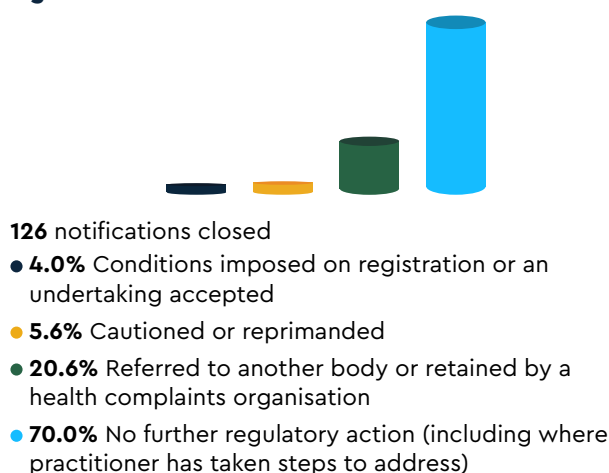 126 notifications closed
● 4.0% Conditions imposed on registration or an
undertaking accepted
● 5.6% Cautioned or reprimanded
● 20.6% Referred to another body or retained by a
health complaints organisation
● 70.0% No further regulatory action (including where
practitioner has taken steps to address)